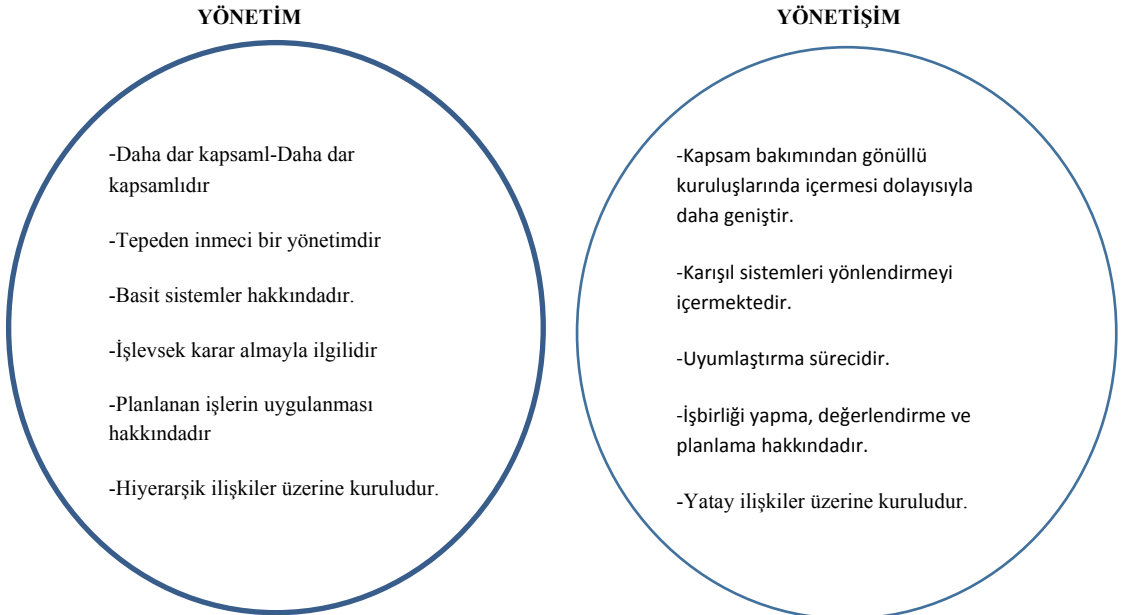 YÖNETİM
-Daha dar kapsaml-Daha dar
kapsamlıdır
-Tepeden inmeci bir yönetimdir
-Basit sistemler hakkındadır.
-İşlevsek karar almayla ilgilidir
-Planlanan işlerin uygulanması
hakkındadır
-Hiyerarşik ilişkiler üzerine kuruludur.
YÖNETİŞİM
-Kapsam bakımından gönüllü
kuruluşlarında içermesi dolayısıyla
daha geniştir.
-Karışıl sistemleri yönlendirmeyi
içermektedir.
-Uyumlaştırma sürecidir.
-İşbirliği yapma, değerlendirme ve
planlama hakkındadır.
-Yatay ilişkiler üzerine kuruludur.